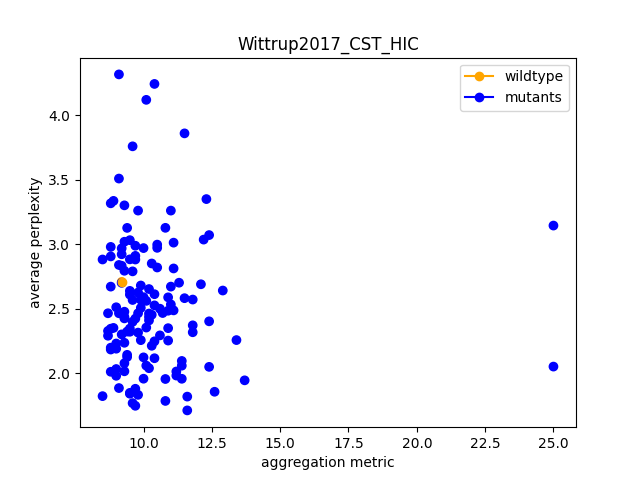 Wittrup2017_CST_HIC
wildtype
mutants
4.0
3.5
3.0
2.5
2.0
average perplexity
10.0 12.5 15.0 17.5 20.0 22.5 25.0
aggregation metric